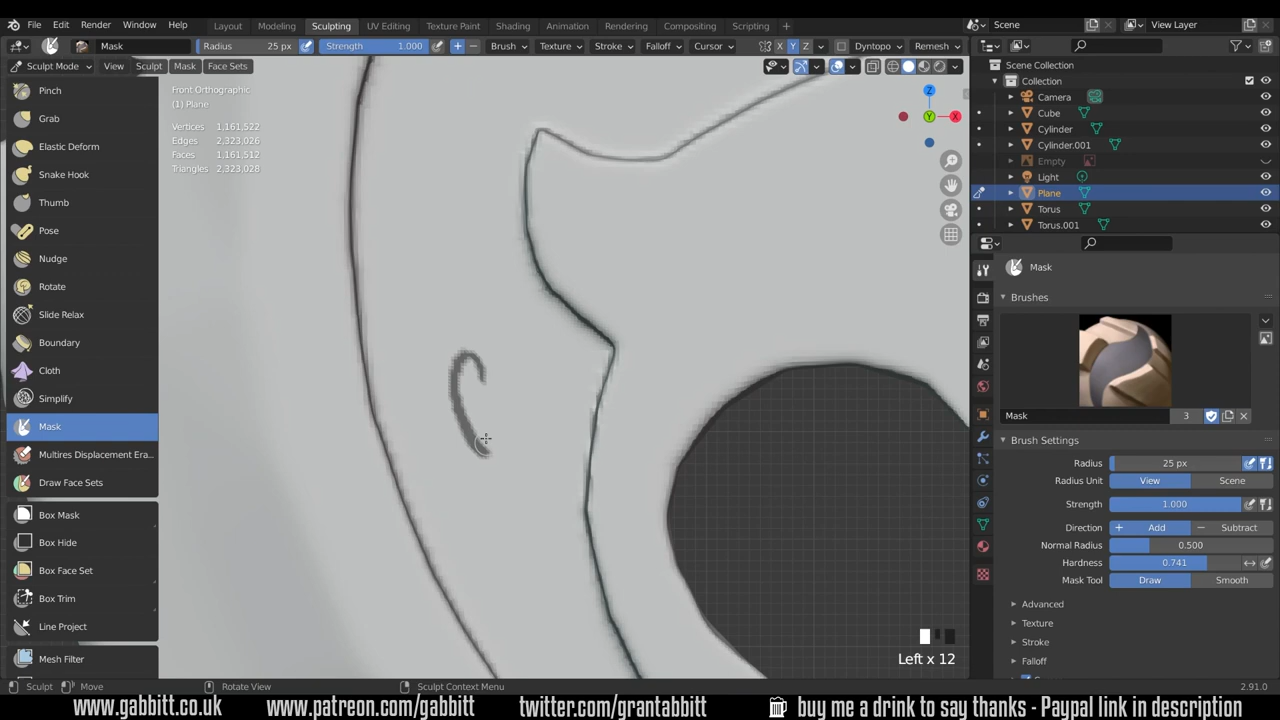 File Edit Render Window Help Layout Modeling Sculpting UV Editing Texture Paint Shading Animation Rendering Compositing Scripting + Scene View Layer
Mask Radius 25 px Strength 1.000 + − Brush Texture Stroke Falloff Cursor X Y Z Dyntopo Remesh
Sculpt Mode View Sculpt Mask Face Sets
Scene Collection
Collection
Camera
Cube
Cylinder
Cylinder.001
Empty
Light
Plane
Torus
Torus.001
Pinch
Grab
Elastic Deform
Snake Hook
Thumb
Pose
Nudge
Rotate
Slide Relax
Boundary
Cloth
Simplify
Mask
Multires Displacement Era...
Draw Face Sets
Box Mask
Box Hide
Box Face Set
Box Trim
Line Project
Mesh Filter
Front Orthographic
(1) Plane
Vertices 1,161,522
Edges 2,323,026
Faces 1,161,512
Triangles 2,323,028
Z
Y
X
Left x 12
Mask
Brushes
Mask 3
Brush Settings
Radius 25 px
Radius Unit View Scene
Strength 1.000
Direction + Add − Subtract
Normal Radius 0.500
Hardness 0.741
Mask Tool Draw Smooth
Advanced
Texture
Stroke
Falloff
Sculpt Move Rotate View Sculpt Context Menu 2.91.0
www.gabbitt.co.uk www.patreon.com/gabbitt twitter.com/grantabbitt buy me a drink to say thanks - Paypal link in description